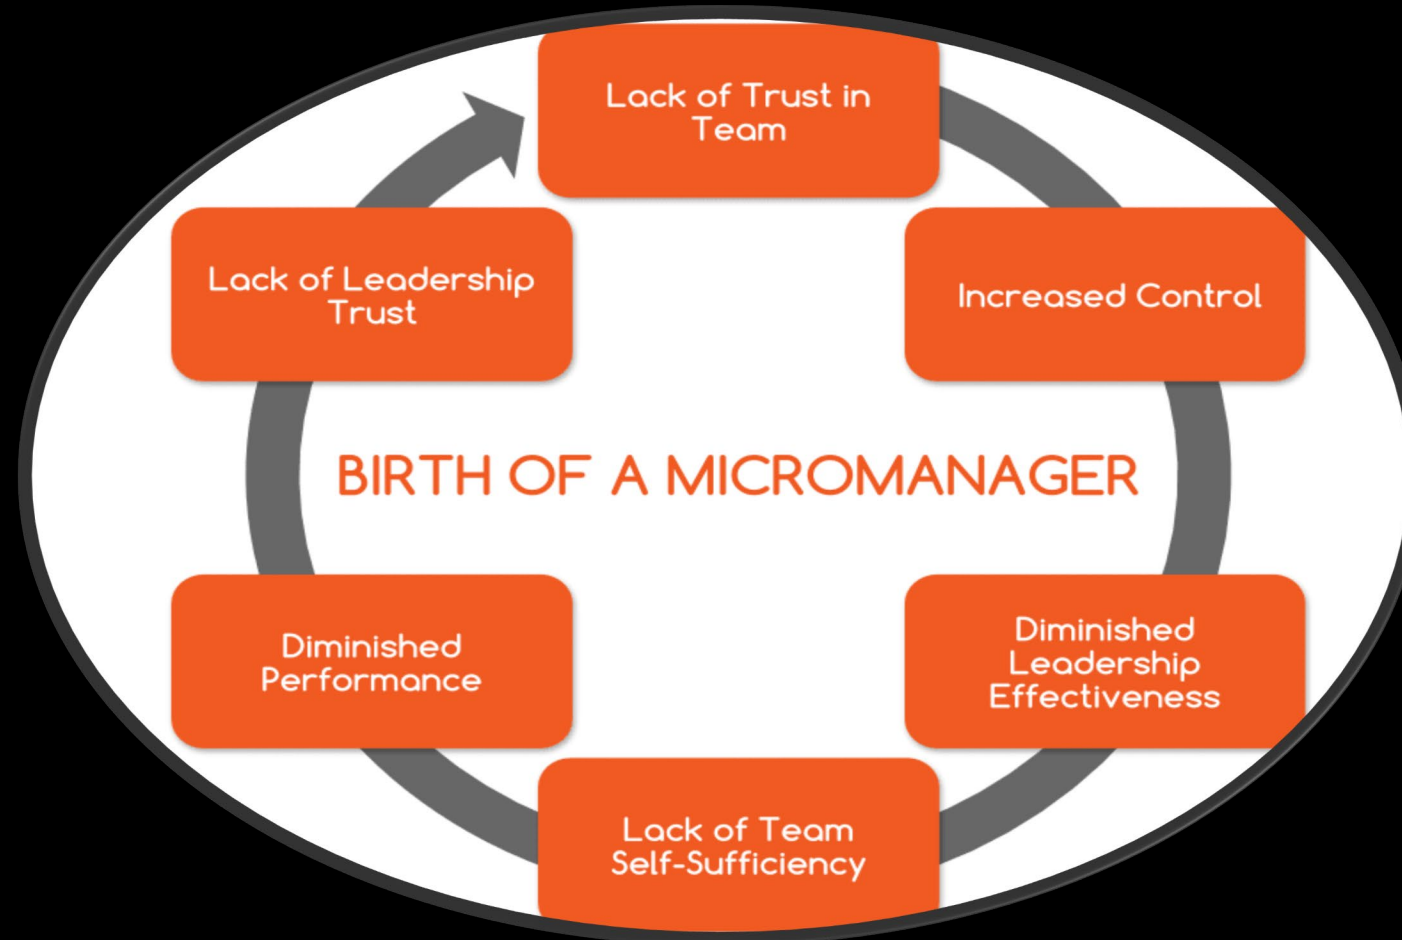 Lack of Trust in
Team
Increased Control
Diminished
Leadership
Effectiveness
Lack of Team
Self-Sufficiency
Diminished
Performance
Lack of Leadership
Trust
BIRTH OF A MICROMANAGER